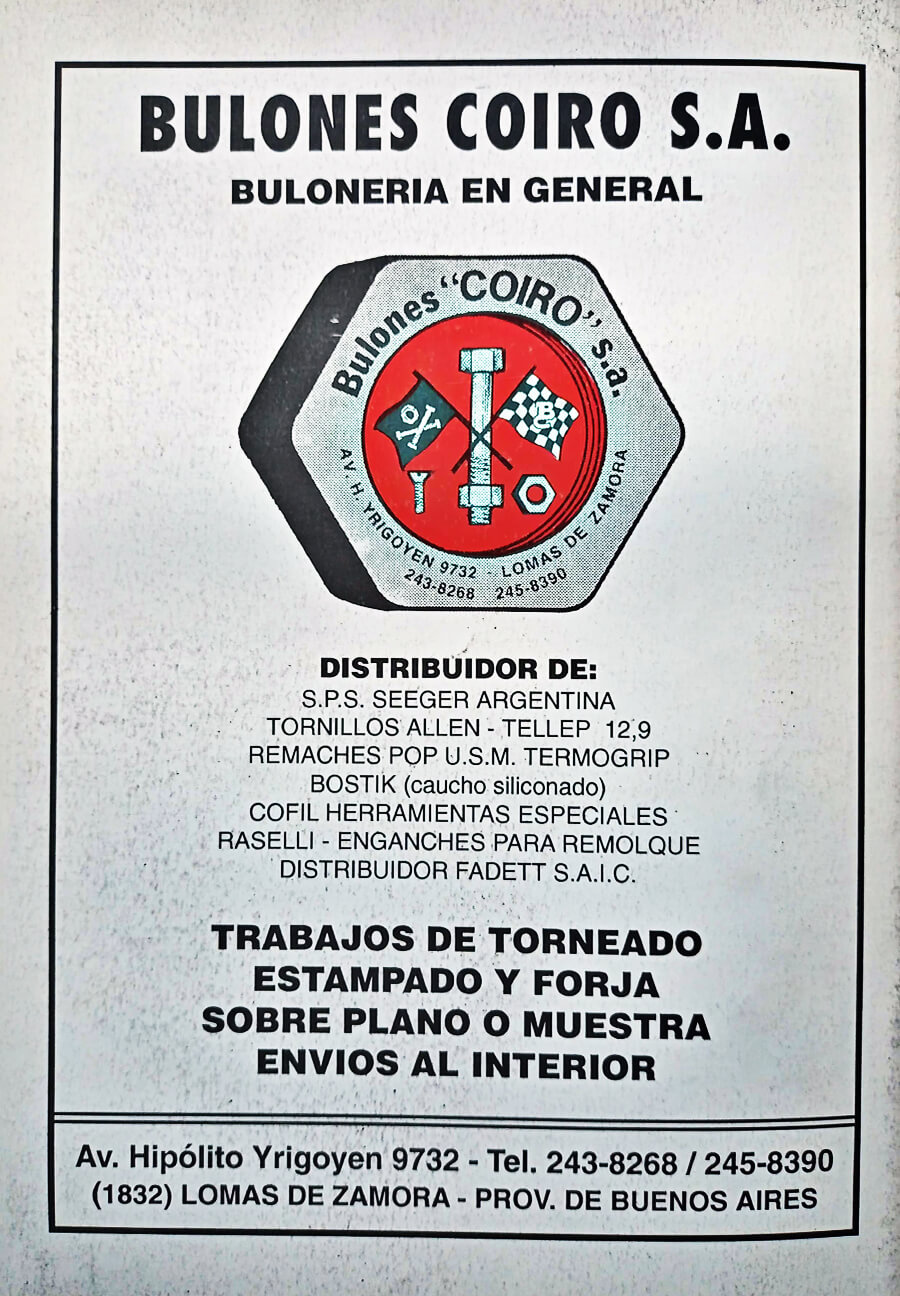 BULONES COIRO S.A.
BULONERIA EN GENERAL
Bulones "COIRO" s.a.
BC
AV. H. YRIGOYEN 9732 - LOMAS DE ZAMORA
243-8268 245-8390
DISTRIBUIDOR DE:
S.P.S. SEEGER ARGENTINA
TORNILLOS ALLEN - TELLEP 12,9
REMACHES POP U.S.M. TERMOGRIP
BOSTIK (caucho siliconado)
COFIL HERRAMIENTAS ESPECIALES
RASELLI - ENGANCHES PARA REMOLQUE
DISTRIBUIDOR FADETT S.A.I.C.
TRABAJOS DE TORNEADO
ESTAMPADO Y FORJA
SOBRE PLANO O MUESTRA
ENVIOS AL INTERIOR
Av. Hipólito Yrigoyen 9732 - Tel. 243-8268 / 245-8390
(1832) LOMAS DE ZAMORA - PROV. DE BUENOS AIRES